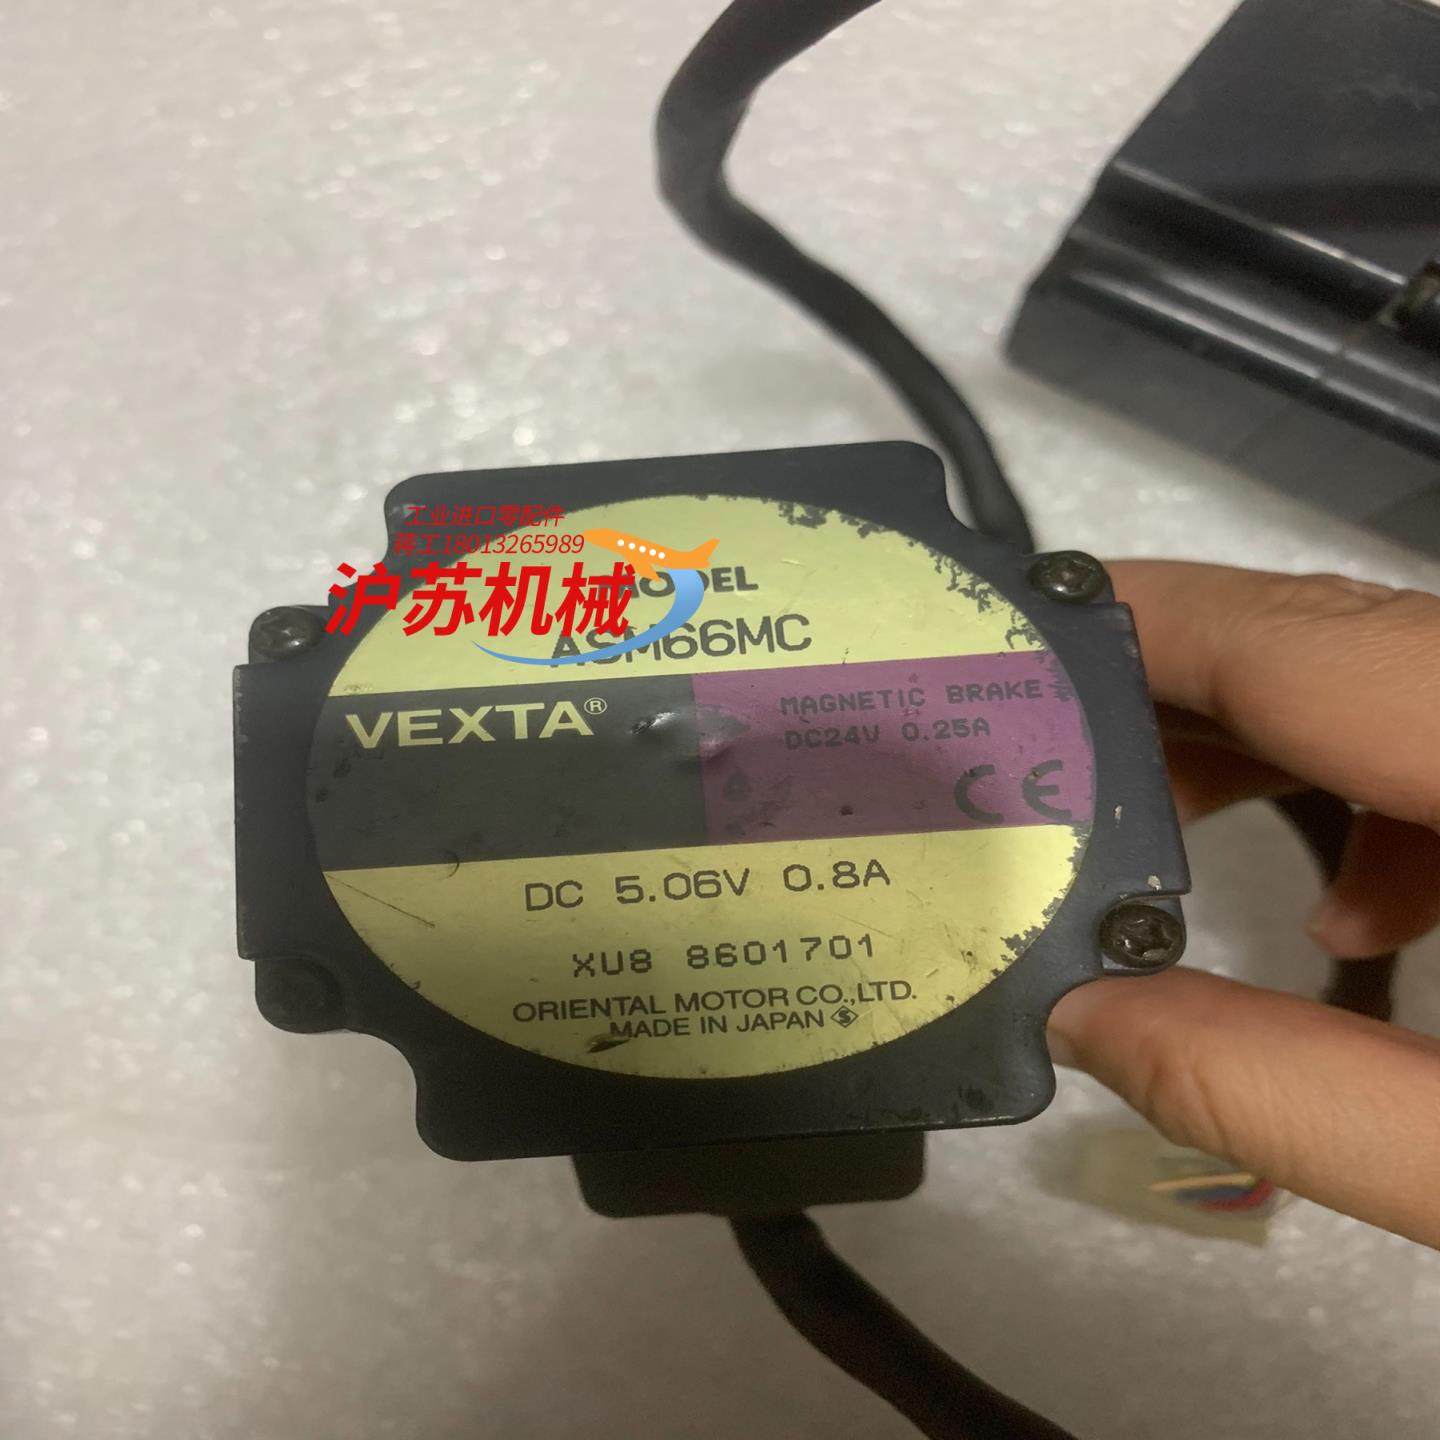 工业进口零配件
蒋工18013265989
沪苏机械
MODEL
ASM66MC
VEXTA®
MAGNETIC BRAKE
DC24V 0.25A
CE
DC 5.06V 0.8A
XU8 8601701
ORIENTAL MOTOR CO.,LTD.
MADE IN JAPAN